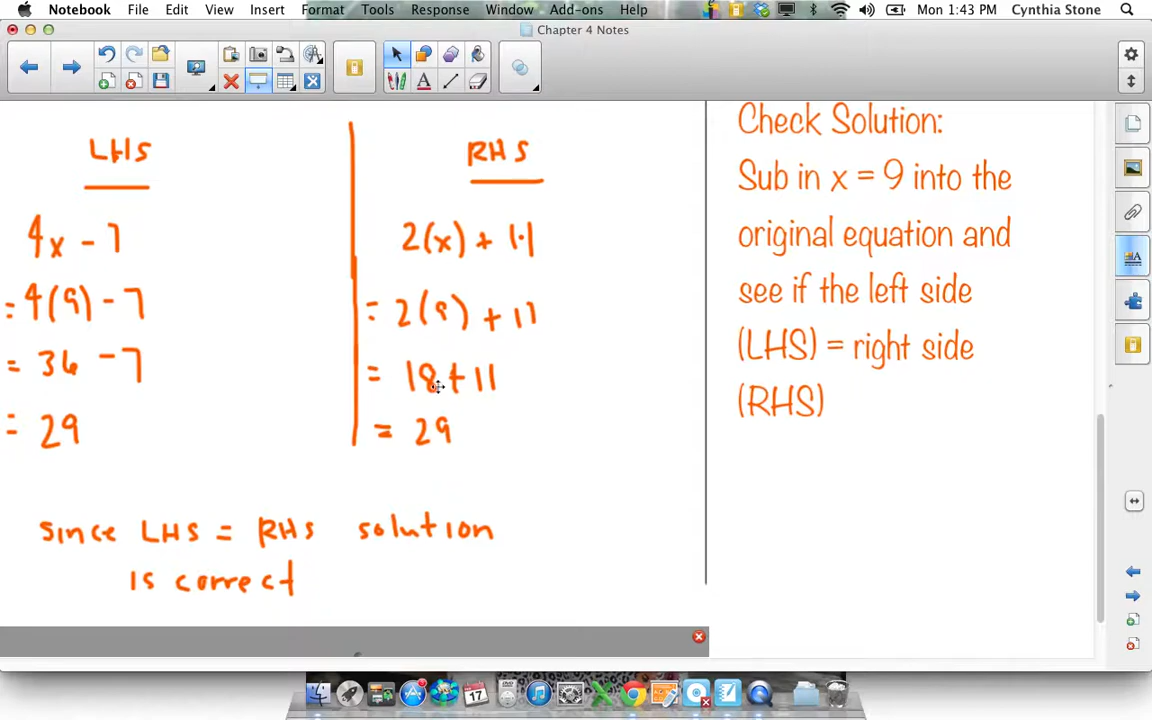 Notebook File Edit View Insert Format Tools Response Window Add-ons Help Mon 1:43 PM Cynthia Stone
Chapter 4 Notes
LHS
4x - 7
= 4(9) - 7
= 36 - 7
= 29
RHS
2(x) + 11
= 2(9) + 11
= 18 + 11
= 29
Since LHS = RHS solution
is correct
Check Solution:
Sub in x = 9 into the
original equation and
see if the left side
(LHS) = right side
(RHS)
17